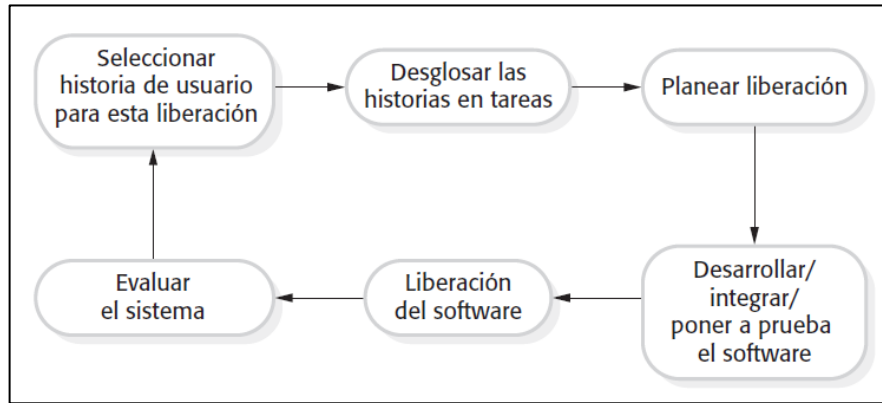 Seleccionar
historia de usuario
para esta liberación
Desglosar las
historias en tareas
Planear liberación
Desarrollar/
integrar/
poner a prueba
el software
Liberación
del software
Evaluar
el sistema